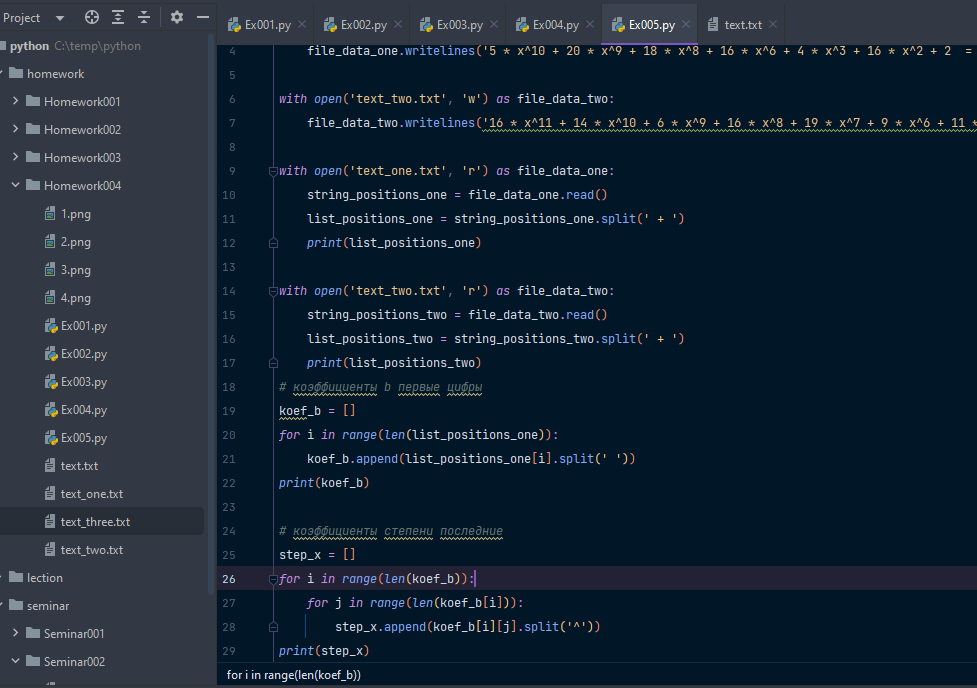 Project
Ex001.py
Ex002.py
Ex003.py
Ex004.py
Ex005.py
text.txt
python C:\temp\python
homework
Homework001
Homework002
Homework003
Homework004
1.png
2.png
3.png
4.png
Ex001.py
Ex002.py
Ex003.py
Ex004.py
Ex005.py
text.txt
text_one.txt
text_three.txt
text_two.txt
lection
seminar
Seminar001
Seminar002
4 file_data_one.writelines('5 * x^10 + 20 * x^9 + 18 * x^8 + 16 * x^6 + 4 * x^3 + 16 * x^2 + 2 =
5
6 with open('text_two.txt', 'w') as file_data_two:
7 file_data_two.writelines('16 * x^11 + 14 * x^10 + 6 * x^9 + 16 * x^8 + 19 * x^7 + 9 * x^6 + 11 *
8
9 with open('text_one.txt', 'r') as file_data_one:
10 string_positions_one = file_data_one.read()
11 list_positions_one = string_positions_one.split(' + ')
12 print(list_positions_one)
13
14 with open('text_two.txt', 'r') as file_data_two:
15 string_positions_two = file_data_two.read()
16 list_positions_two = string_positions_two.split(' + ')
17 print(list_positions_two)
18 # коэффициенты b первые цифры
19 koef_b = []
20 for i in range(len(list_positions_one)):
21 koef_b.append(list_positions_one[i].split(' '))
22 print(koef_b)
23
24 # коэффициенты степени последние
25 step_x = []
26 for i in range(len(koef_b)):
27 for j in range(len(koef_b[i])):
28 step_x.append(koef_b[i][j].split('^'))
29 print(step_x)
for i in range(len(koef_b))